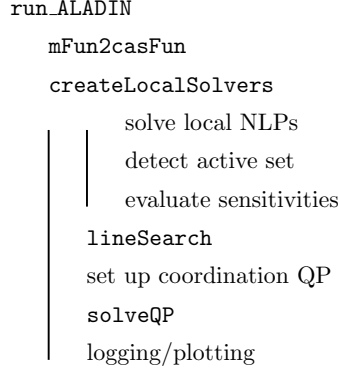 run_ALADIN
mFun2casFun
createLocalSolvers
solve local NLPs
detect active set
evaluate sensitivities
lineSearch
set up coordination QP
solveQP
logging/plotting